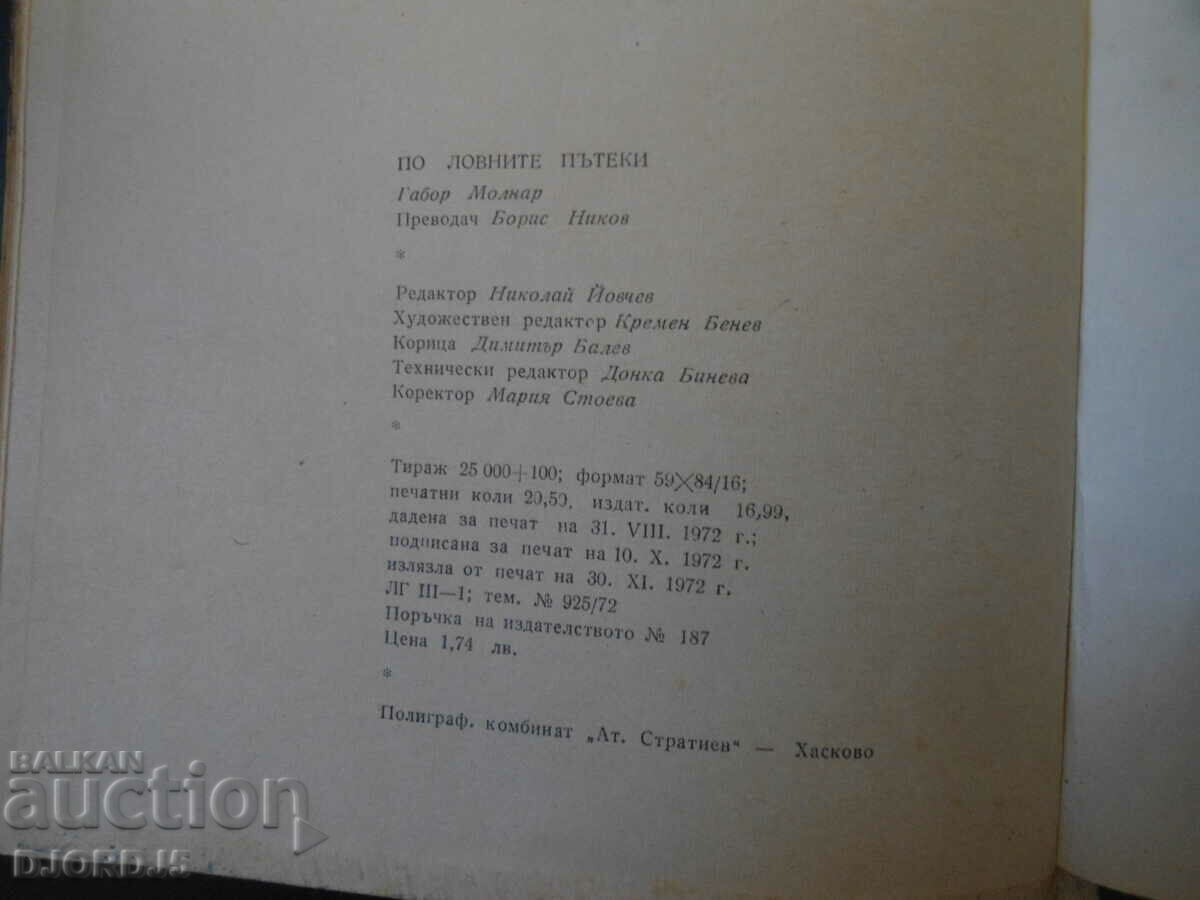 ПО ЛОВНИТЕ ПЪТЕКИ
Габор Молнар
Преводач Борис Ников
*
Редактор Николай Йовчев
Художествен редактор Кремен Бенев
Корица Димитър Балев
Технически редактор Донка Бинева
Коректор Мария Стоева
*
Тираж 25 000+100; формат 59×84/16;
печатни коли 20,50, издат. коли 16,99,
дадена за печат на 31. VIII. 1972 г.;
подписана за печат на 10. X. 1972 г.
излязла от печат на 30. XI. 1972 г.
ЛГ III—1; тем. № 925/72
Поръчка на издателството № 187
Цена 1,74 лв.
*
Полиграф. комбинат „Ат. Стратиев“ — Хасково
BALKAN
auction
DJORDJ5